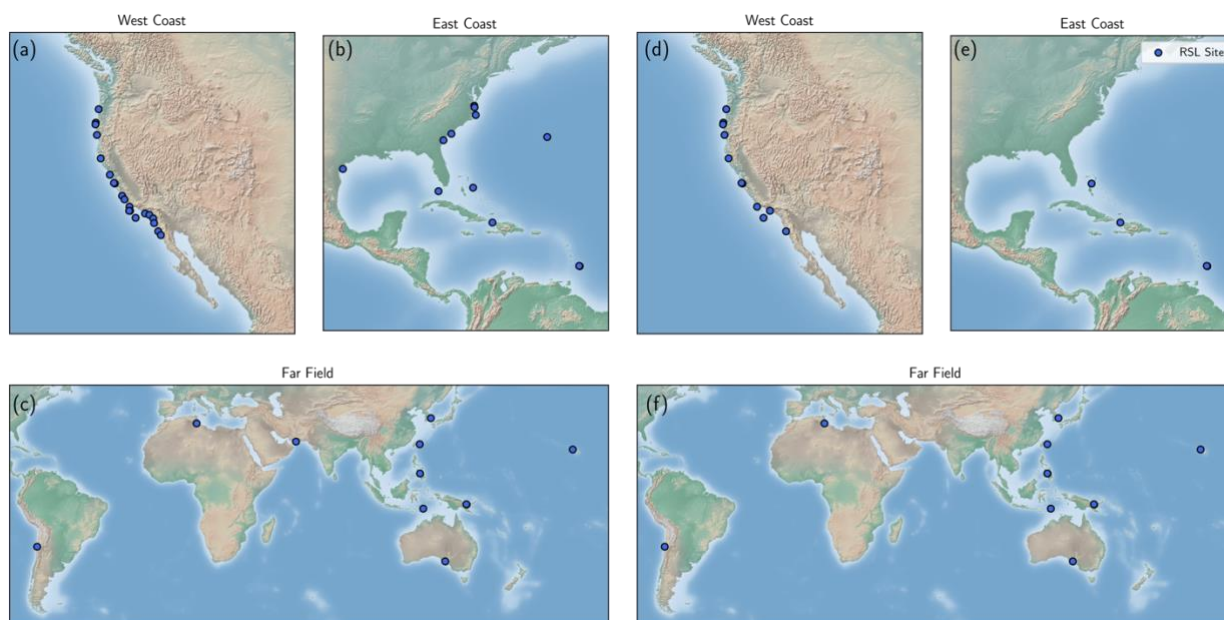 West Coast
East Coast
West Coast
East Coast
(a)
(b)
(d)
(e)
RSL Site
Far Field
Far Field
(c)
(f)